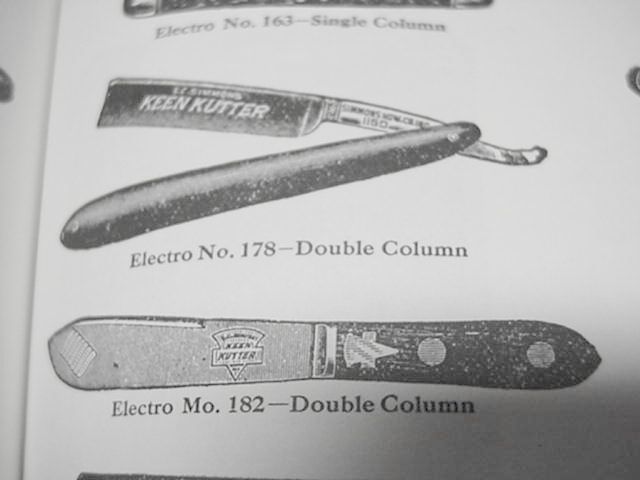 Electro No. 163—Single Column
E.C. SIMMONS
KEEN KUTTER
1150
Electro No. 178—Double Column
KEEN
KUTTER
Electro Mo. 182—Double Column